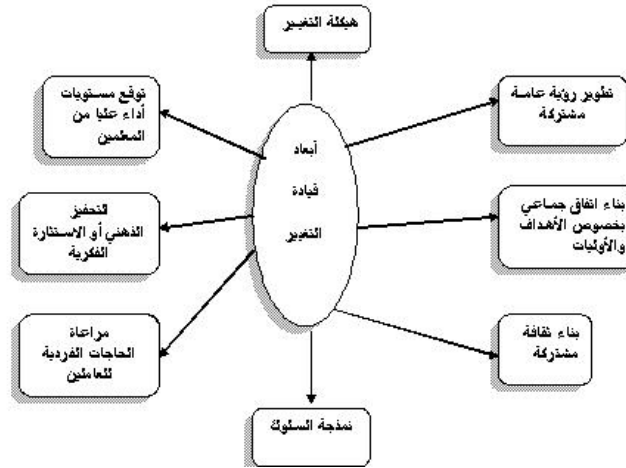 هيكلة التغيير
تطوير رؤية عامة
مشتركة
بناء اتفاق جماعي
بخصوص الأهداف
والأوليات
بناء ثقافة
مشتركة
نمذجة السلوك
مراعاة
الحاجات الفردية
للعاملين
التحفيز
الذهني أو الاستثارة
الفكرية
توقع مستويات
أداء عليا من
المعلمين
أبعاد
قيادة
التغيير